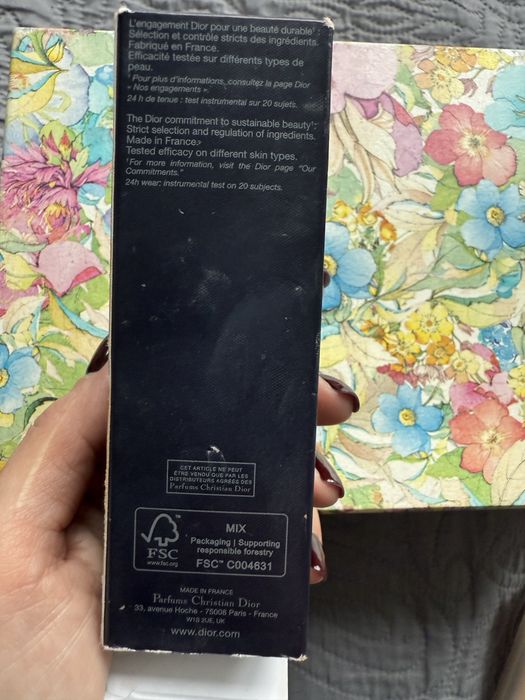 L'engagement Dior pour une beauté durable¹ :
Sélection et contrôle stricts des ingrédients.
Fabriqué en France.
Efficacité testée sur différents types de
peau.
¹Pour plus d'informations, consultez la page Dior
« Nos engagements ».
24 h de tenue : test instrumental sur 20 sujets.
The Dior commitment to sustainable beauty¹:
Strict selection and regulation of ingredients.
Made in France.
Tested efficacy on different skin types.
¹For more information, visit the Dior page "Our
Commitments."
24h wear: instrumental test on 20 subjects.
CET ARTICLE NE PEUT
ÊTRE VENDU QUE PAR LES
DISTRIBUTEURS AGRÉÉS DES
Parfums Christian Dior
FSC
www.fsc.org
MIX
Packaging | Supporting
responsible forestry
FSC™ C004631
MADE IN FRANCE
Parfums Christian Dior
33, avenue Hoche - 75008 Paris - France
W1S 2UE, UK
www.dior.com